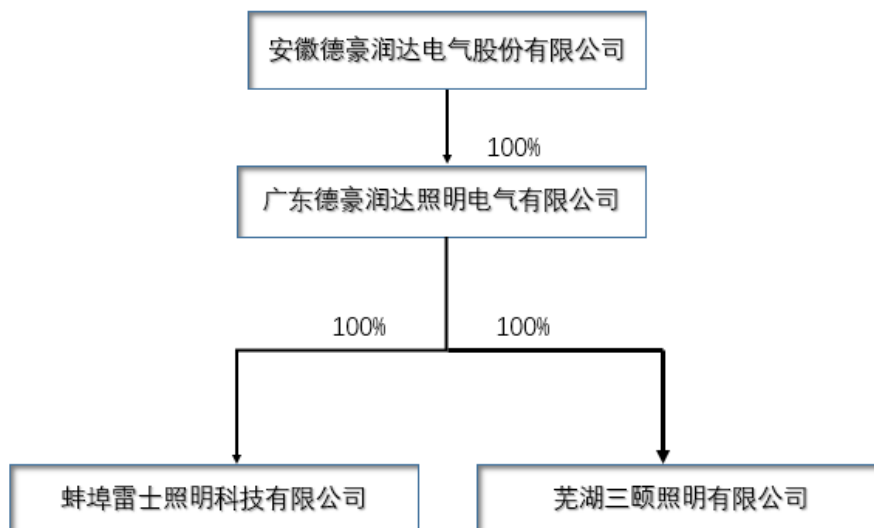 安徽德豪润达电气股份有限公司
100%
广东德豪润达照明电气有限公司
100% 100%
蚌埠雷士照明科技有限公司
芜湖三颐照明有限公司